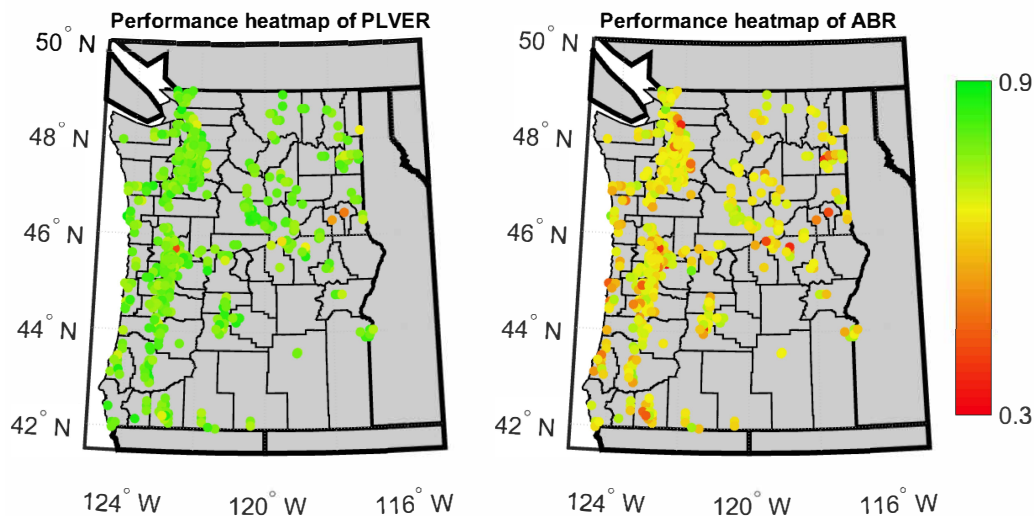 Performance heatmap of PLVER
50° N
48° N
46° N
44° N
42° N
124° W
120° W
116° W
Performance heatmap of ABR
50° N
48° N
46° N
44° N
42° N
124° W
120° W
116° W
0.9
0.3